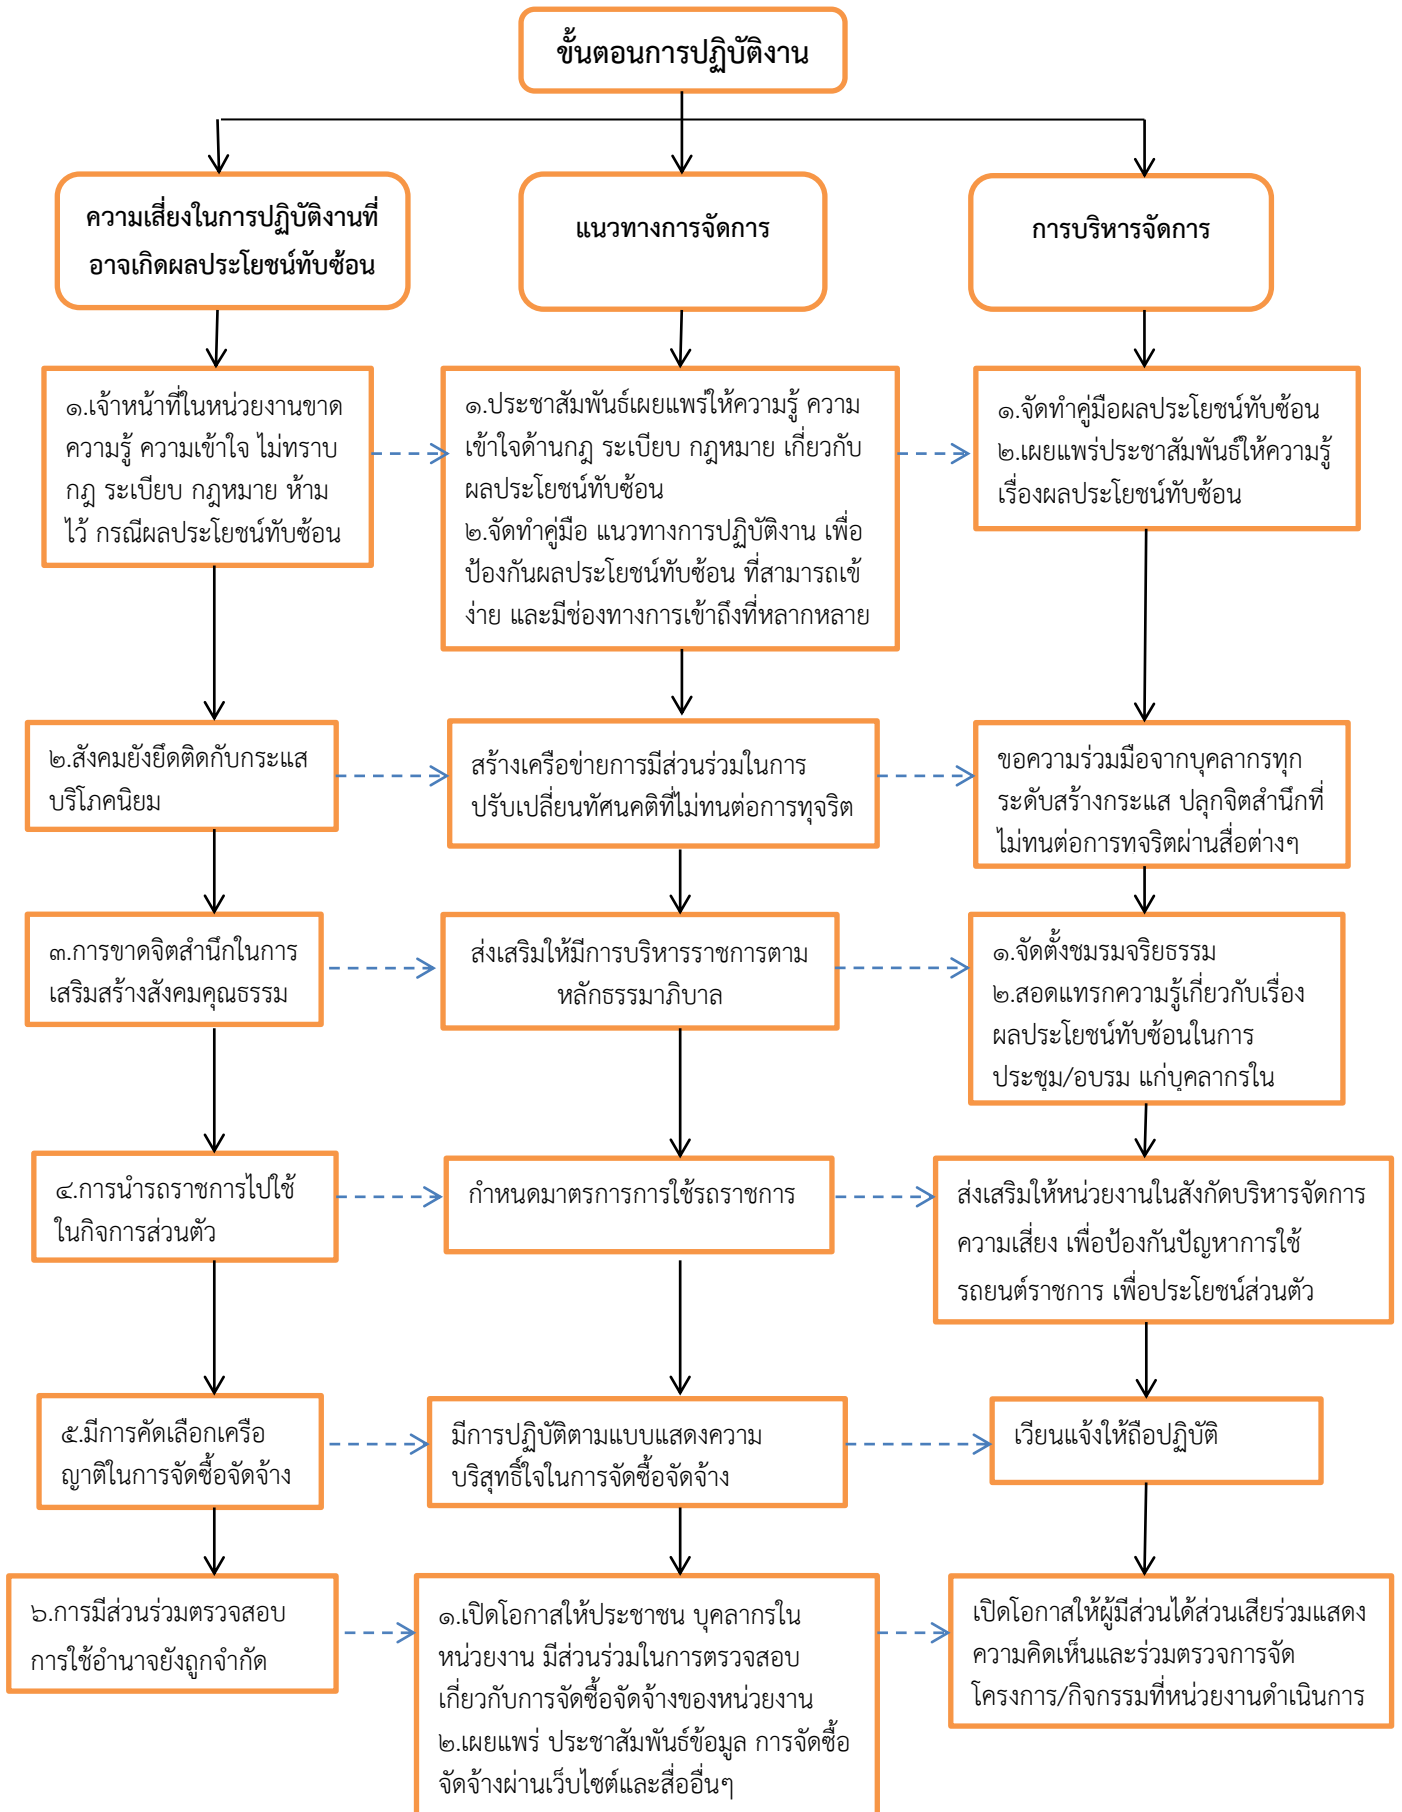 ขั้นตอนการปฏิบัติงาน
ความเสี่ยงในการปฏิบัติงานที่
อาจเกิดผลประโยชน์ทับซ้อน
แนวทางการจัดการ
การบริหารจัดการ
๑.เจ้าหน้าที่ในหน่วยงานขาด
ความรู้ ความเข้าใจ ไม่ทราบ
กฎ ระเบียบ กฎหมาย ห้าม
ไว้ กรณีผลประโยชน์ทับซ้อน
๑.ประชาสัมพันธ์เผยแพร่ให้ความรู้ ความ
เข้าใจด้านกฎ ระเบียบ กฎหมาย เกี่ยวกับ
ผลประโยชน์ทับซ้อน
๒.จัดทำคู่มือ แนวทางการปฏิบัติงาน เพื่อ
ป้องกันผลประโยชน์ทับซ้อน ที่สามารถเข้
ง่าย และมีช่องทางการเข้าถึงที่หลากหลาย
๑.จัดทำคู่มือผลประโยชน์ทับซ้อน
๒.เผยแพร่ประชาสัมพันธ์ให้ความรู้
เรื่องผลประโยชน์ทับซ้อน
๒.สังคมยังยึดติดกับกระแส
บริโภคนิยม
สร้างเครือข่ายการมีส่วนร่วมในการ
ปรับเปลี่ยนทัศนคติที่ไม่ทนต่อการทุจริต
ขอความร่วมมือจากบุคลากรทุก
ระดับสร้างกระแส ปลุกจิตสำนึกที่
ไม่ทนต่อการทจริตผ่านสื่อต่างๆ
๓.การขาดจิตสำนึกในการ
เสริมสร้างสังคมคุณธรรม
ส่งเสริมให้มีการบริหารราชการตาม
หลักธรรมาภิบาล
๑.จัดตั้งชมรมจริยธรรม
๒.สอดแทรกความรู้เกี่ยวกับเรื่อง
ผลประโยชน์ทับซ้อนในการ
ประชุม/อบรม แก่บุคลากรใน
๔.การนำรถราชการไปใช้
ในกิจการส่วนตัว
กำหนดมาตรการการใช้รถราชการ
ส่งเสริมให้หน่วยงานในสังกัดบริหารจัดการ
ความเสี่ยง เพื่อป้องกันปัญหาการใช้
รถยนต์ราชการ เพื่อประโยชน์ส่วนตัว
๕.มีการคัดเลือกเครือ
ญาติในการจัดซื้อจัดจ้าง
มีการปฏิบัติตามแบบแสดงความ
บริสุทธิ์ใจในการจัดซื้อจัดจ้าง
เวียนแจ้งให้ถือปฏิบัติ
๖.การมีส่วนร่วมตรวจสอบ
การใช้อำนาจยังถูกจำกัด
๑.เปิดโอกาสให้ประชาชน บุคลากรใน
หน่วยงาน มีส่วนร่วมในการตรวจสอบ
เกี่ยวกับการจัดซื้อจัดจ้างของหน่วยงาน
๒.เผยแพร่ ประชาสัมพันธ์ข้อมูล การจัดซื้อ
จัดจ้างผ่านเว็บไซต์และสื่ออื่นๆ
เปิดโอกาสให้ผู้มีส่วนได้ส่วนเสียร่วมแสดง
ความคิดเห็นและร่วมตรวจการจัด
โครงการ/กิจกรรมที่หน่วยงานดำเนินการ